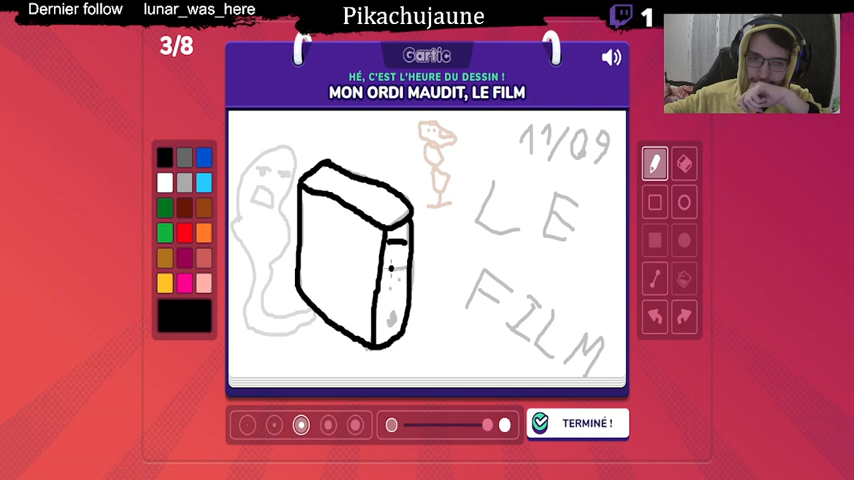 Dernier follow lunar_was_here
Pikachujaune
1
3/8
Gartic
HÉ, C'EST L'HEURE DU DESSIN !
MON ORDI MAUDIT, LE FILM
11/09
LE
FILM
TERMINÉ !